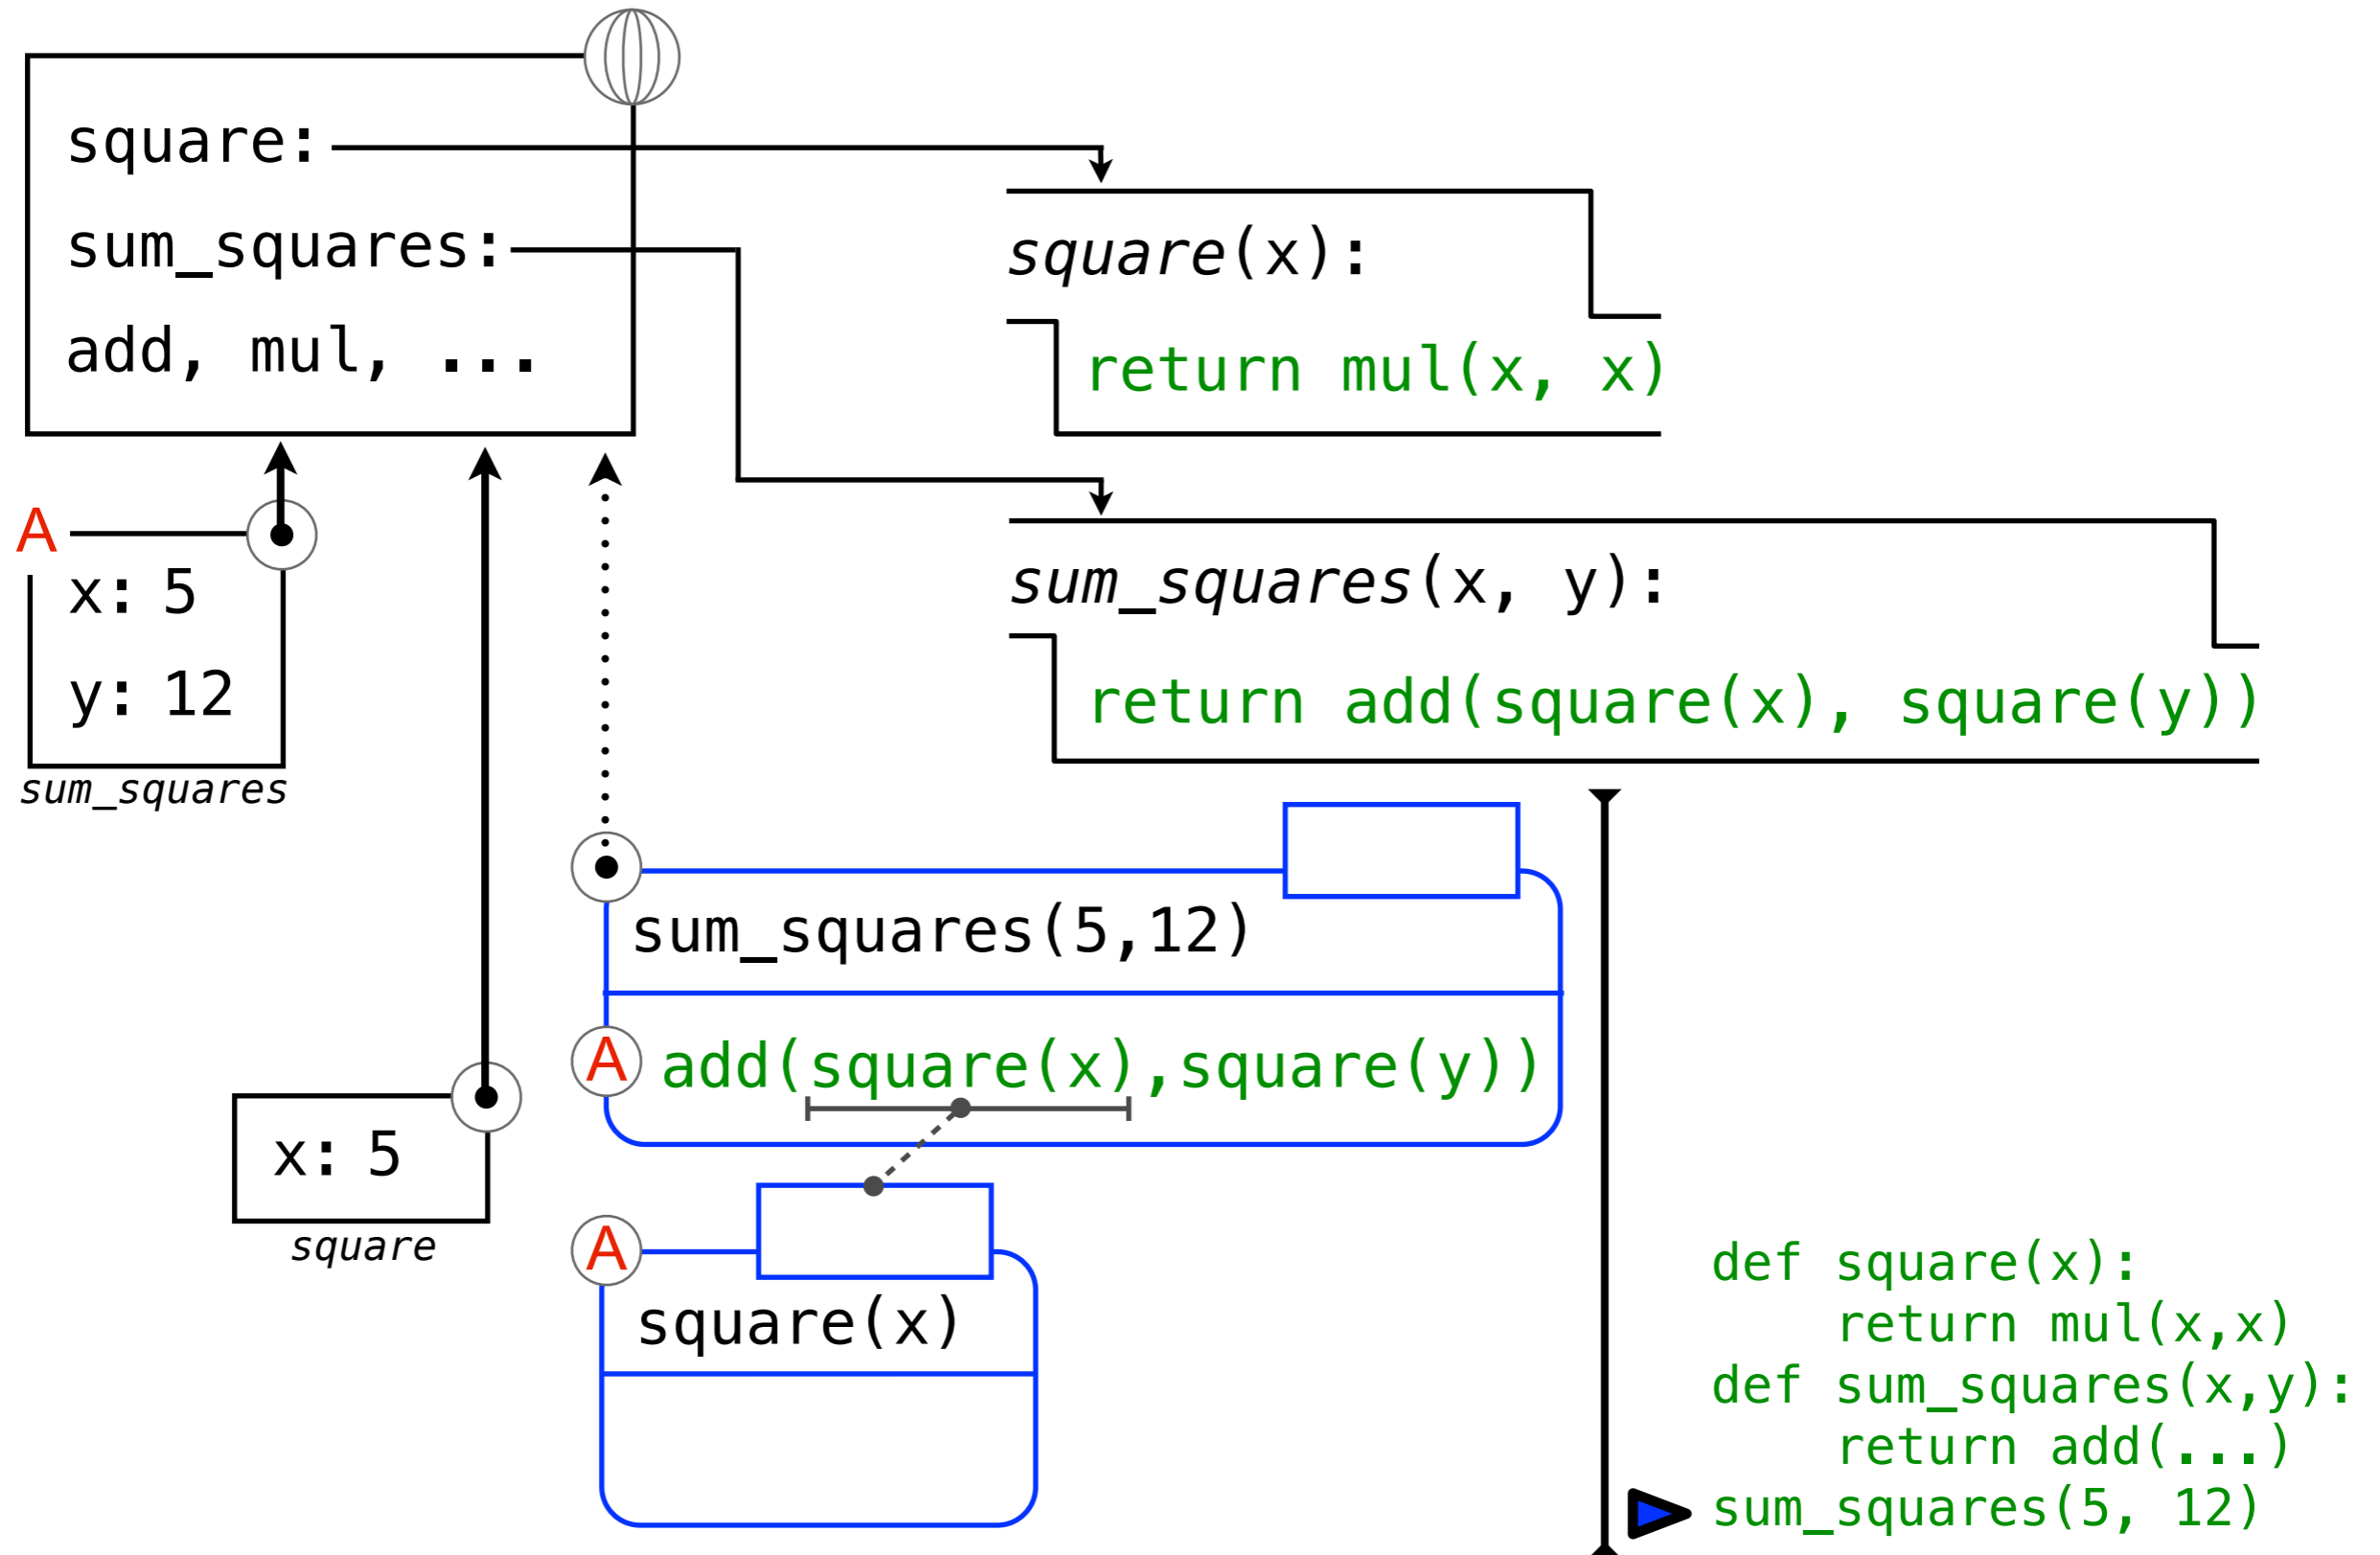 square:
sum_squares:
add, mul, ...
square(x):
return mul(x, x)
sum_squares(x, y):
return add(square(x), square(y))
A
x: 5
y: 12
sum_squares
sum_squares(5,12)
A
add(square(x),square(y))
x: 5
square
A
square(x)
def square(x):
    return mul(x,x)
def sum_squares(x,y):
    return add(...)
sum_squares(5, 12)